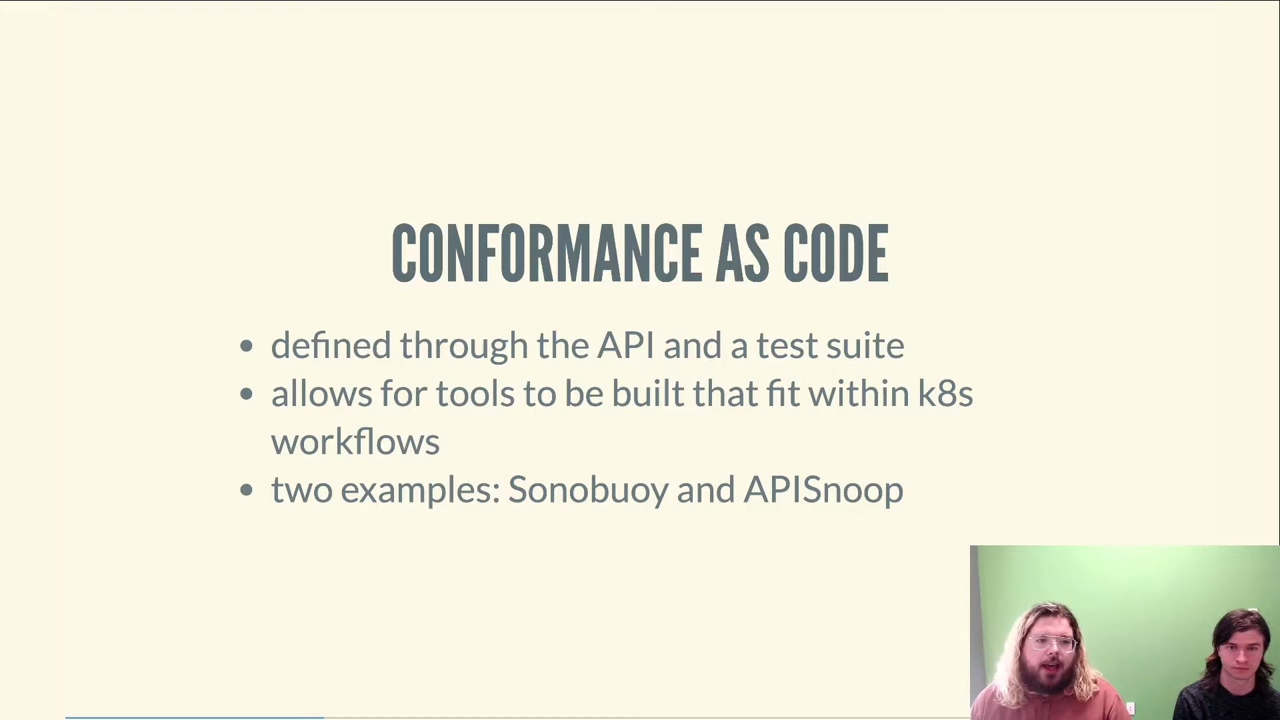 CONFORMANCE AS CODE
• defined through the API and a test suite
• allows for tools to be built that fit within k8s
workflows
• two examples: Sonobuoy and APISnoop